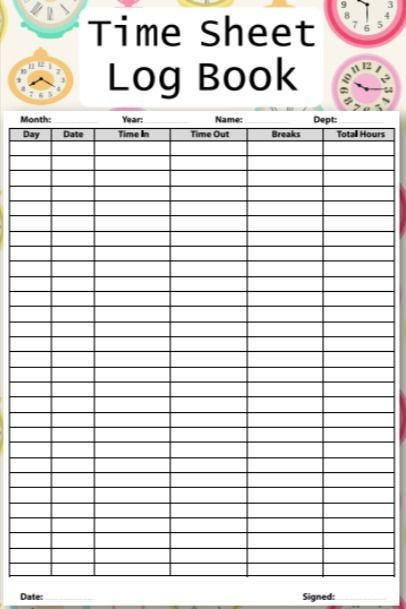 Time Sheet
Log Book
Month: Year: Name: Dept:
Day Date Time In Time Out Breaks Total Hours
Date: Signed: